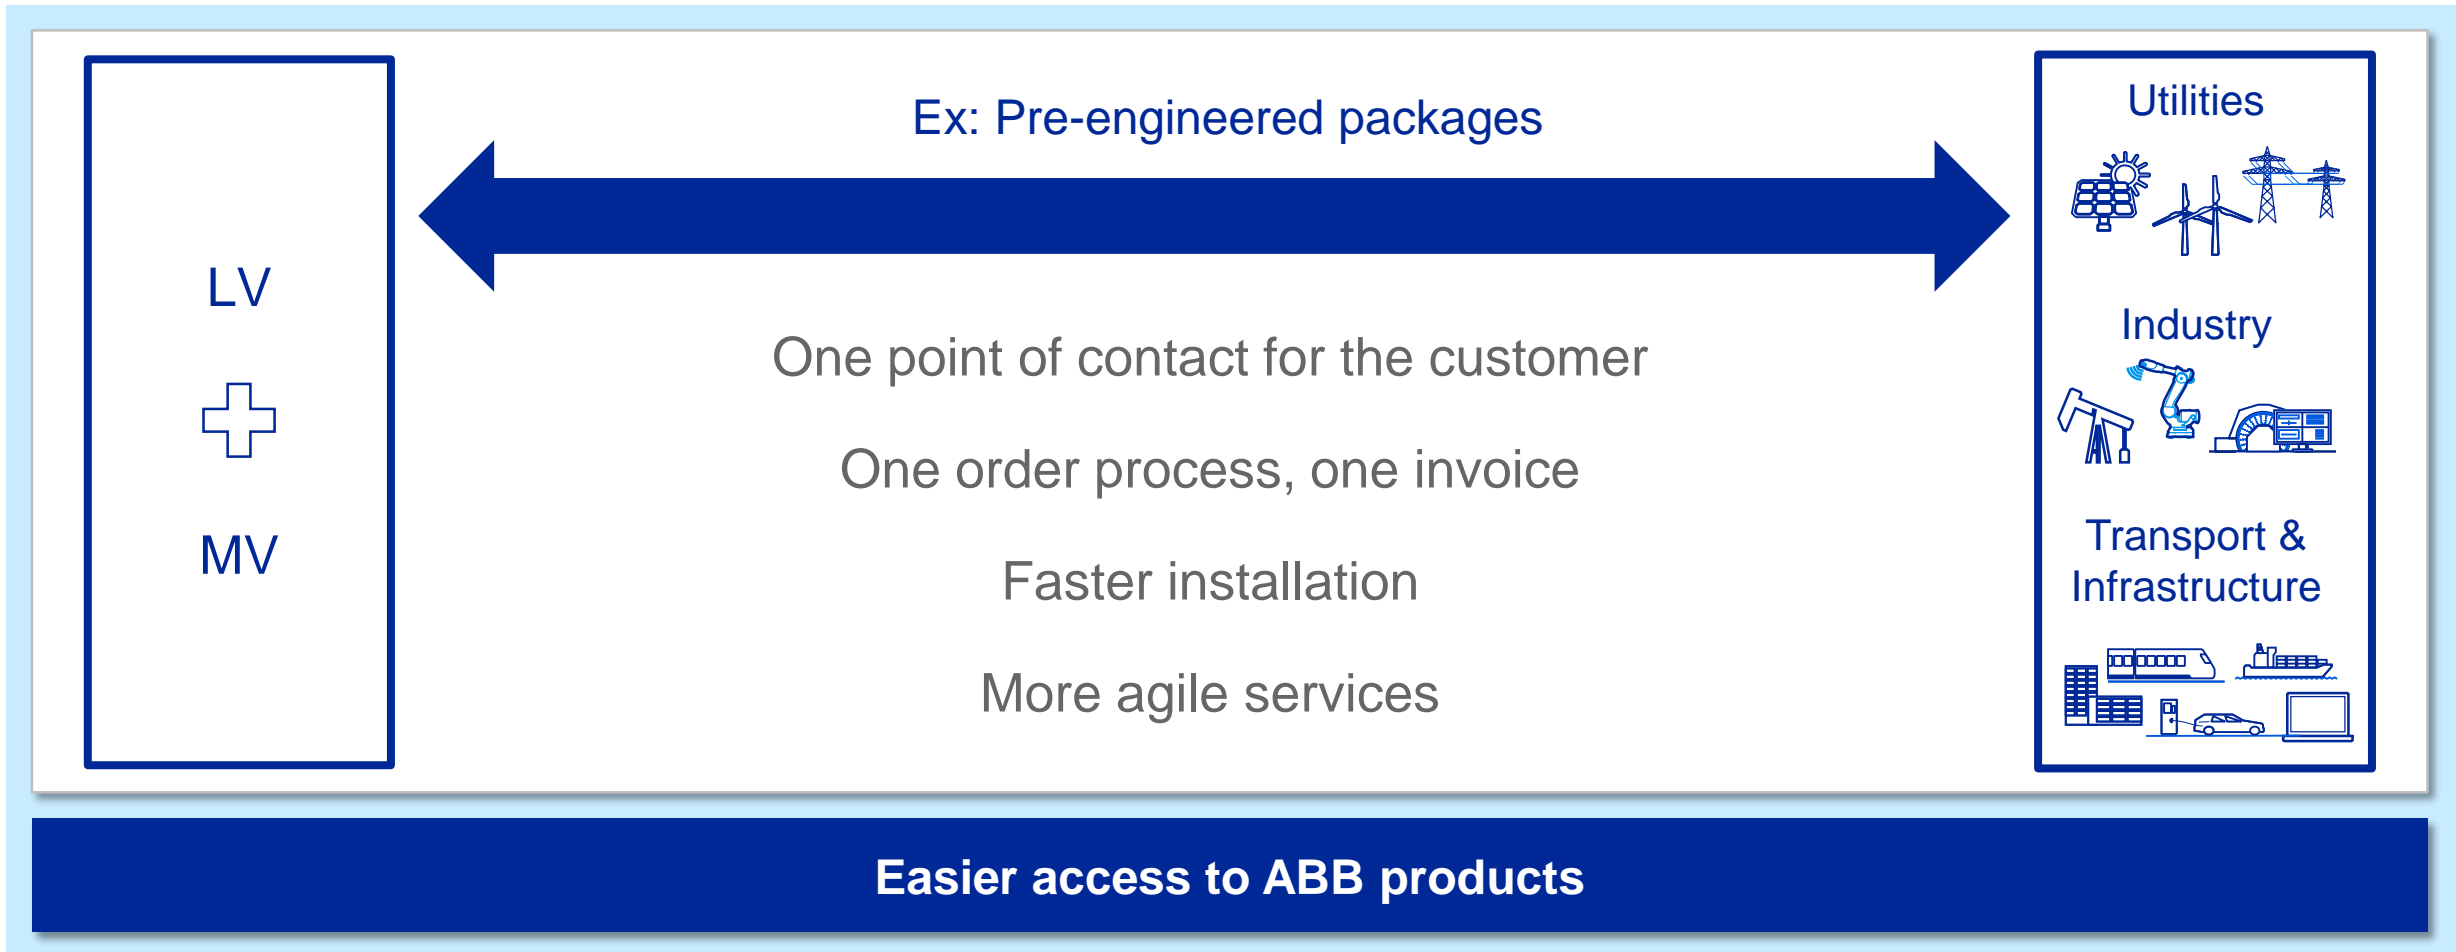 LV
MV
Ex: Pre-engineered packages
One point of contact for the customer
One order process, one invoice
Faster installation
More agile services
Utilities
Industry
Transport &
Infrastructure
Easier access to ABB products